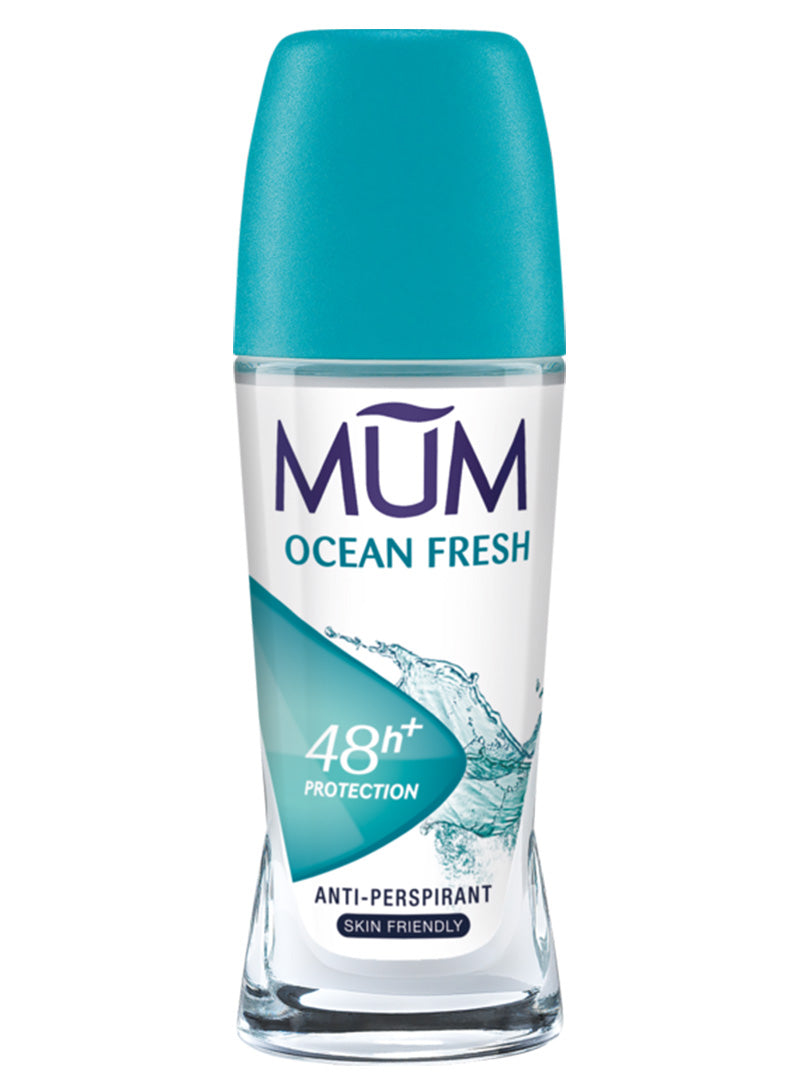 MUM
OCEAN FRESH
48h+
PROTECTION
ANTI-PERSPIRANT
SKIN FRIENDLY